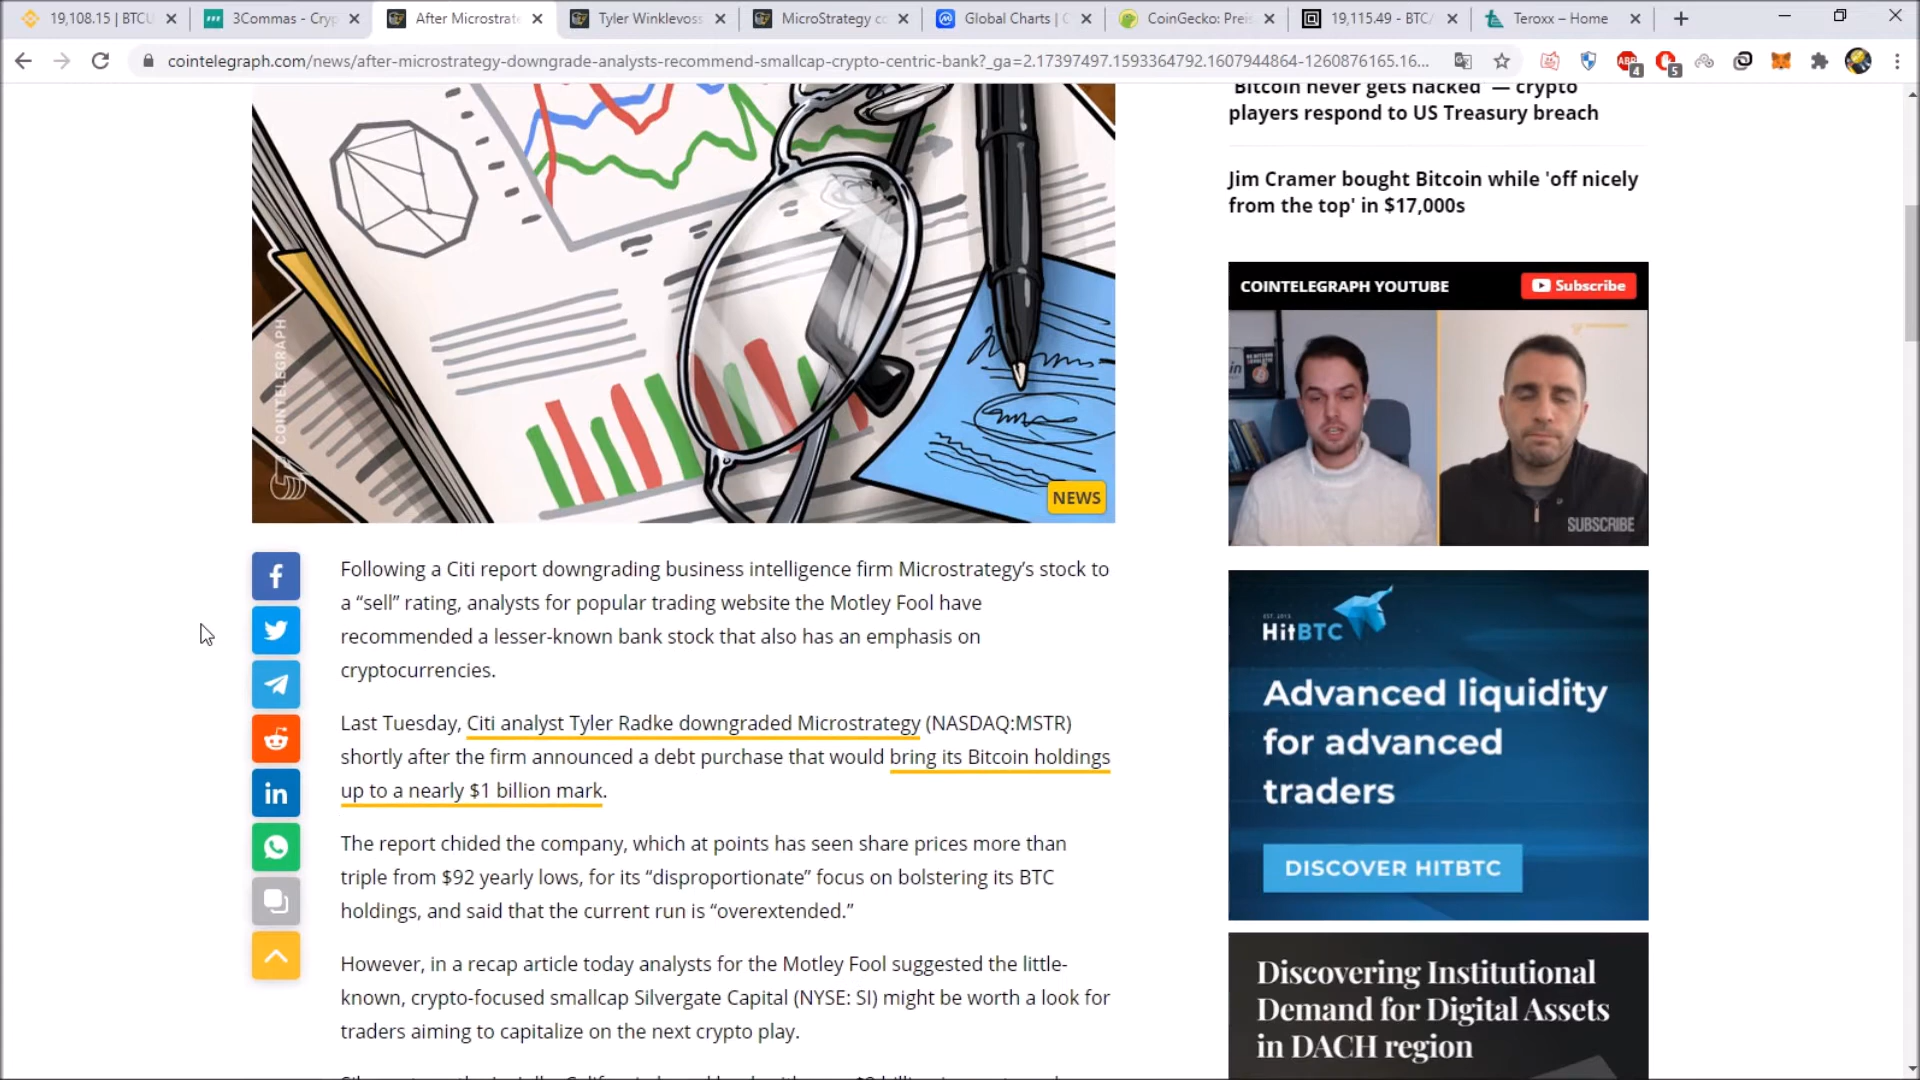 19,108.15 | BTCU
3Commas - Cryp
After Microstrate
Tyler Winklevoss
MicroStrategy co
Global Charts | C
CoinGecko: Preis
19,115.49 - BTC/
Teroxx – Home
cointelegraph.com/news/after-microstrategy-downgrade-analysts-recommend-smallcap-crypto-centric-bank?_ga=2.17397497.1593364792.1607944864-1260876165.16...
4
5
'Bitcoin never gets hacked' — crypto
players respond to US Treasury breach
Jim Cramer bought Bitcoin while 'off nicely
from the top' in $17,000s
COINTELEGRAPH YOUTUBE
Subscribe
SUBSCRIBE
COINTELEGRAPH
NEWS
Following a Citi report downgrading business intelligence firm Microstrategy’s stock to
a “sell” rating, analysts for popular trading website the Motley Fool have
recommended a lesser-known bank stock that also has an emphasis on
cryptocurrencies.
Last Tuesday, Citi analyst Tyler Radke downgraded Microstrategy (NASDAQ:MSTR)
shortly after the firm announced a debt purchase that would bring its Bitcoin holdings
up to a nearly $1 billion mark.
The report chided the company, which at points has seen share prices more than
triple from $92 yearly lows, for its “disproportionate” focus on bolstering its BTC
holdings, and said that the current run is “overextended.”
However, in a recap article today analysts for the Motley Fool suggested the little-
known, crypto-focused smallcap Silvergate Capital (NYSE: SI) might be worth a look for
traders aiming to capitalize on the next crypto play.
HitBTC
Advanced liquidity
for advanced
traders
DISCOVER HITBTC
Discovering Institutional
Demand for Digital Assets
in DACH region